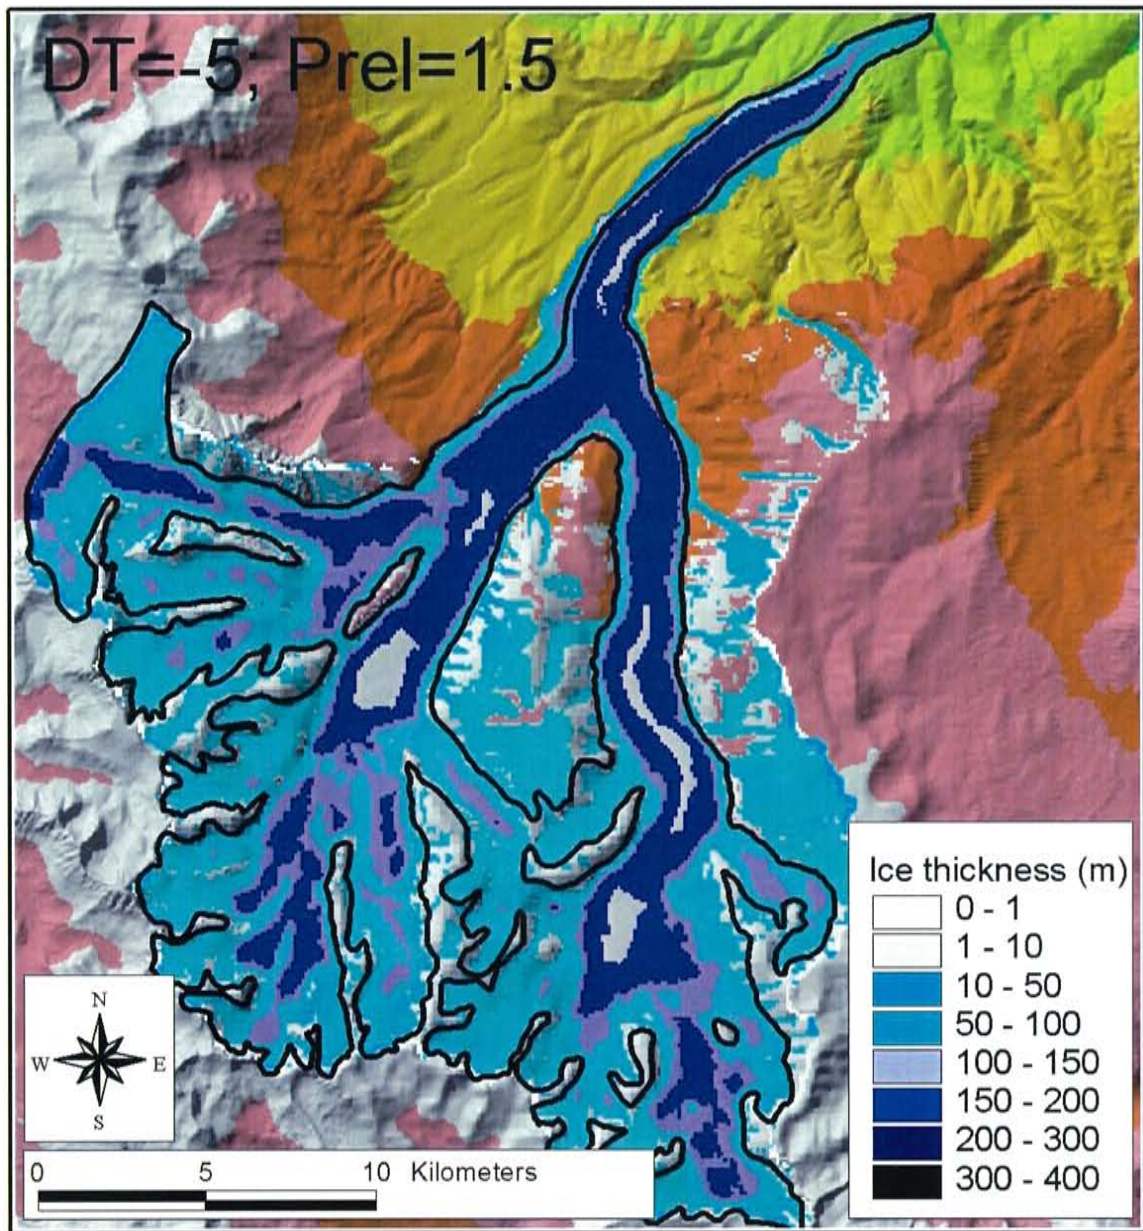 DT=-5; Prel=1.5
Ice thickness (m)
0 - 1
1 - 10
10 - 50
50 - 100
100 - 150
150 - 200
200 - 300
300 - 400
N
W E
S
0 5 10 Kilometers